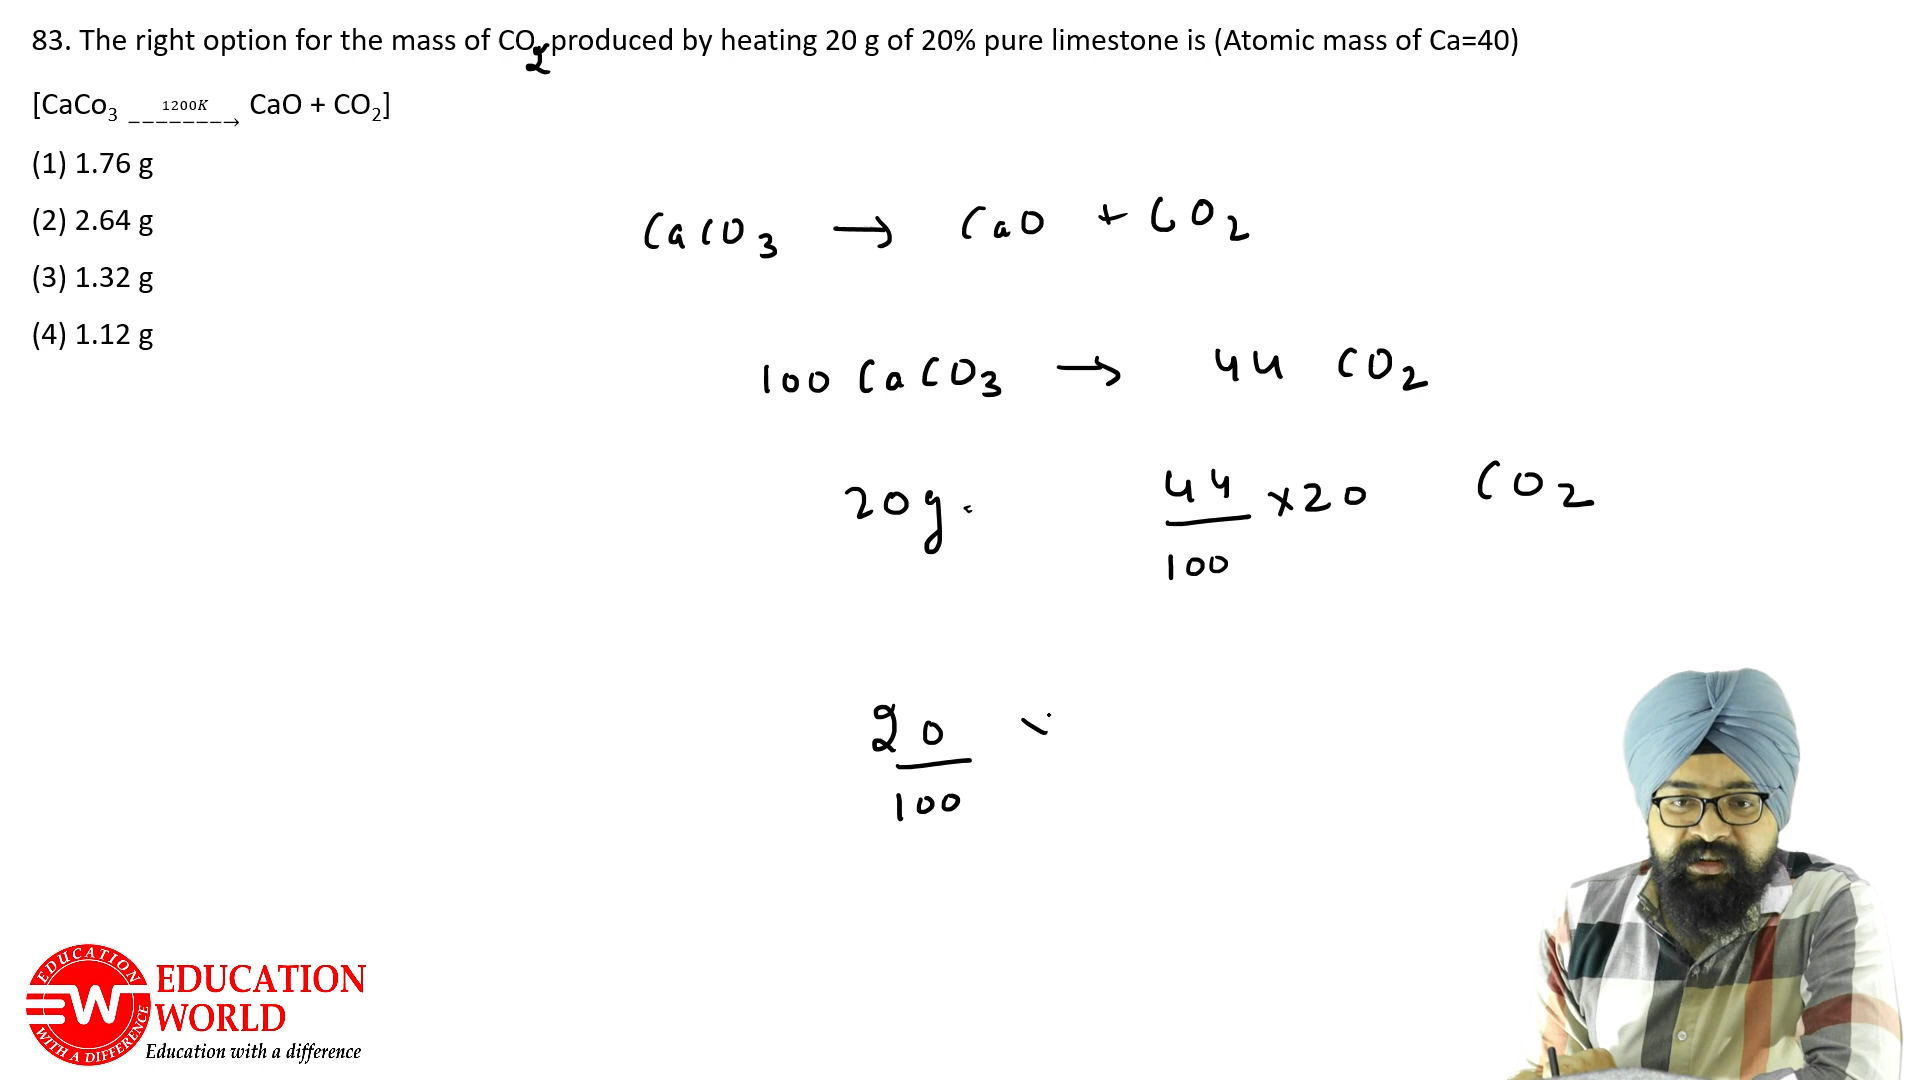 83. The right option for the mass of CO2 produced by heating 20 g of 20% pure limestone is (Atomic mass of Ca=40)
[CaCo₃ 1200K --------→ CaO + CO₂]
(1) 1.76 g
(2) 2.64 g
(3) 1.32 g
(4) 1.12 g
CaCO₃ → CaO + CO₂
100 CaCO₃ → 44 CO₂
20g. 44/100 ×20 CO₂
20/100
EDUCATION
WITH A DIFFERENCE
EW
EDUCATION
WORLD
Education with a difference